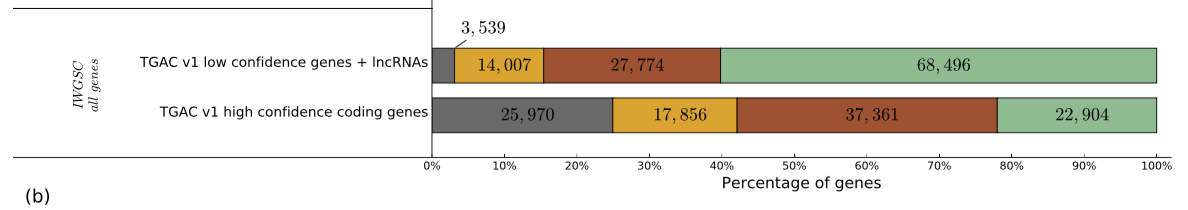 3, 539
TGAC v1 low confidence genes + lncRNAs
14, 007
27, 774
68, 496
IWGSC
all genes
TGAC v1 high confidence coding genes
25, 970
17, 856
37, 361
22, 904
0% 10% 20% 30% 40% 50% 60% 70% 80% 90% 100%
Percentage of genes
(b)